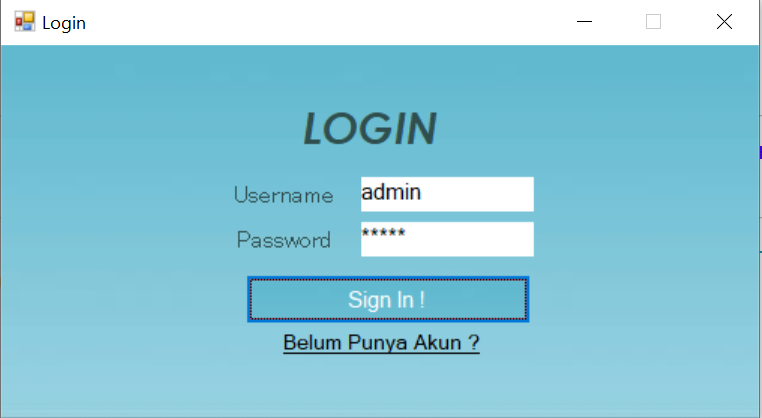 Login
LOGIN
Username admin
Password *****
Sign In !
Belum Punya Akun ?